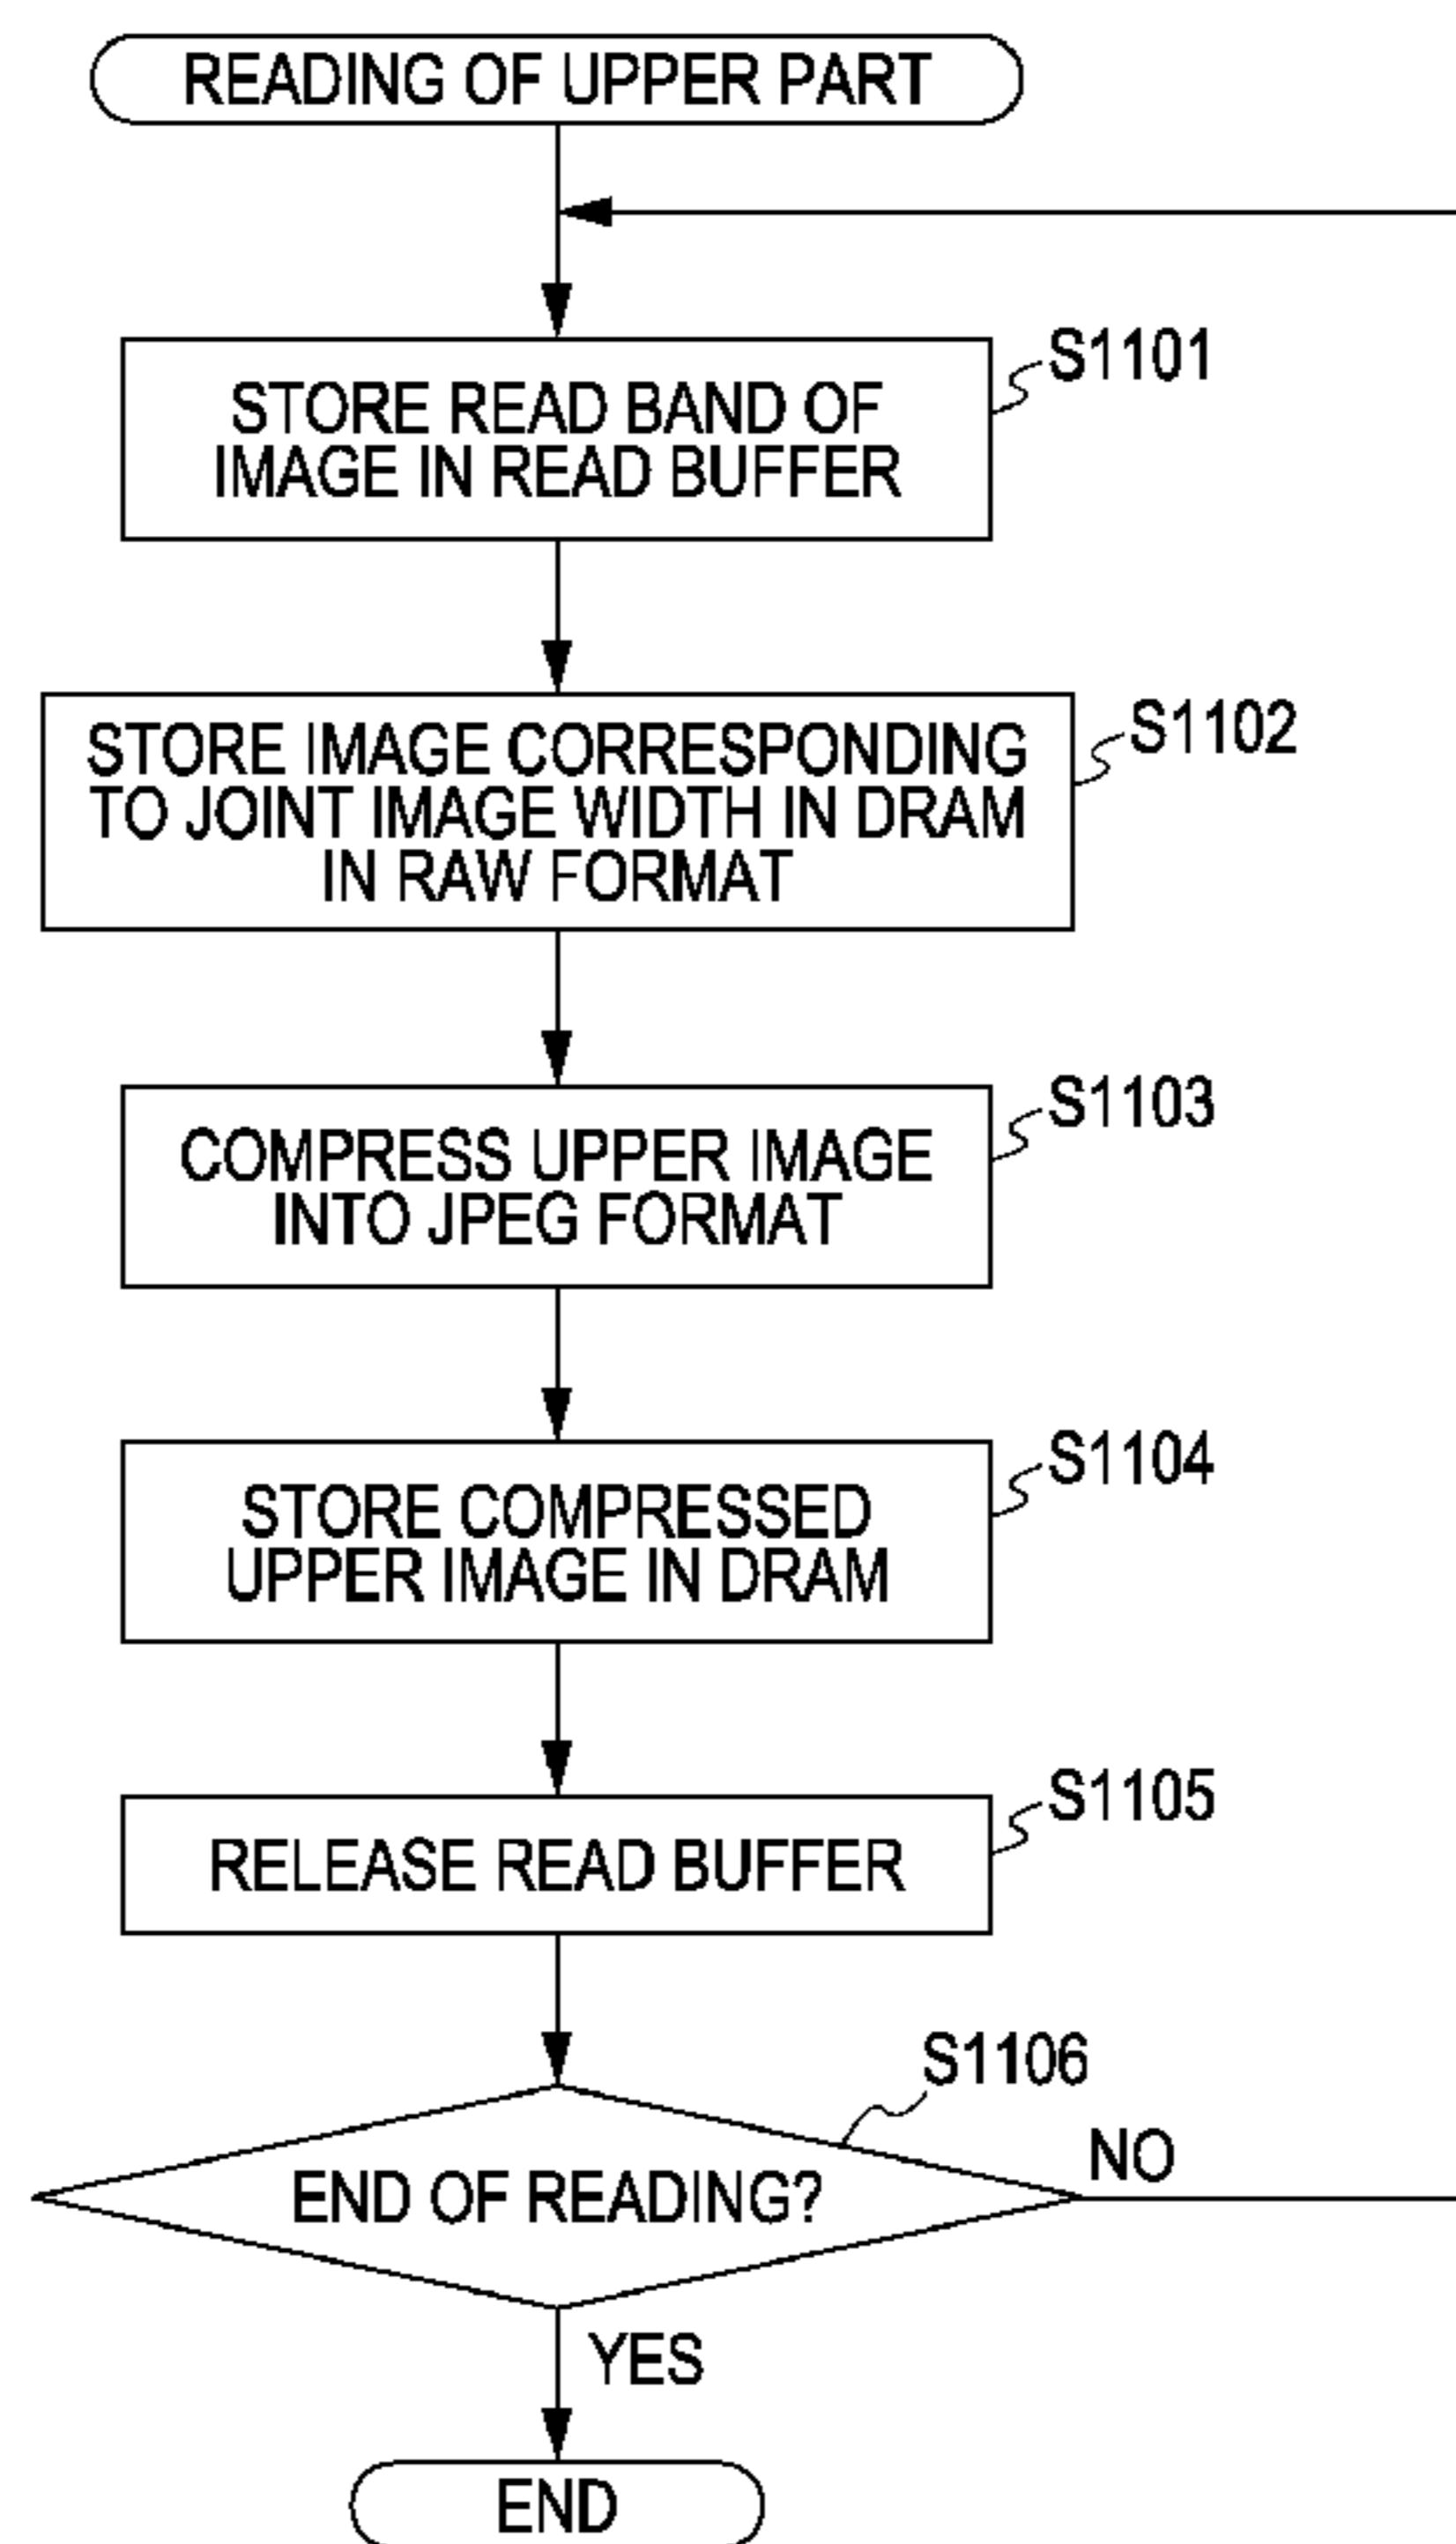 READING OF UPPER PART
S1101
STORE READ BAND OF
IMAGE IN READ BUFFER
S1102
STORE IMAGE CORRESPONDING
TO JOINT IMAGE WIDTH IN DRAM
IN RAW FORMAT
S1103
COMPRESS UPPER IMAGE
INTO JPEG FORMAT
S1104
STORE COMPRESSED
UPPER IMAGE IN DRAM
S1105
RELEASE READ BUFFER
S1106
NO
END OF READING?
YES
END